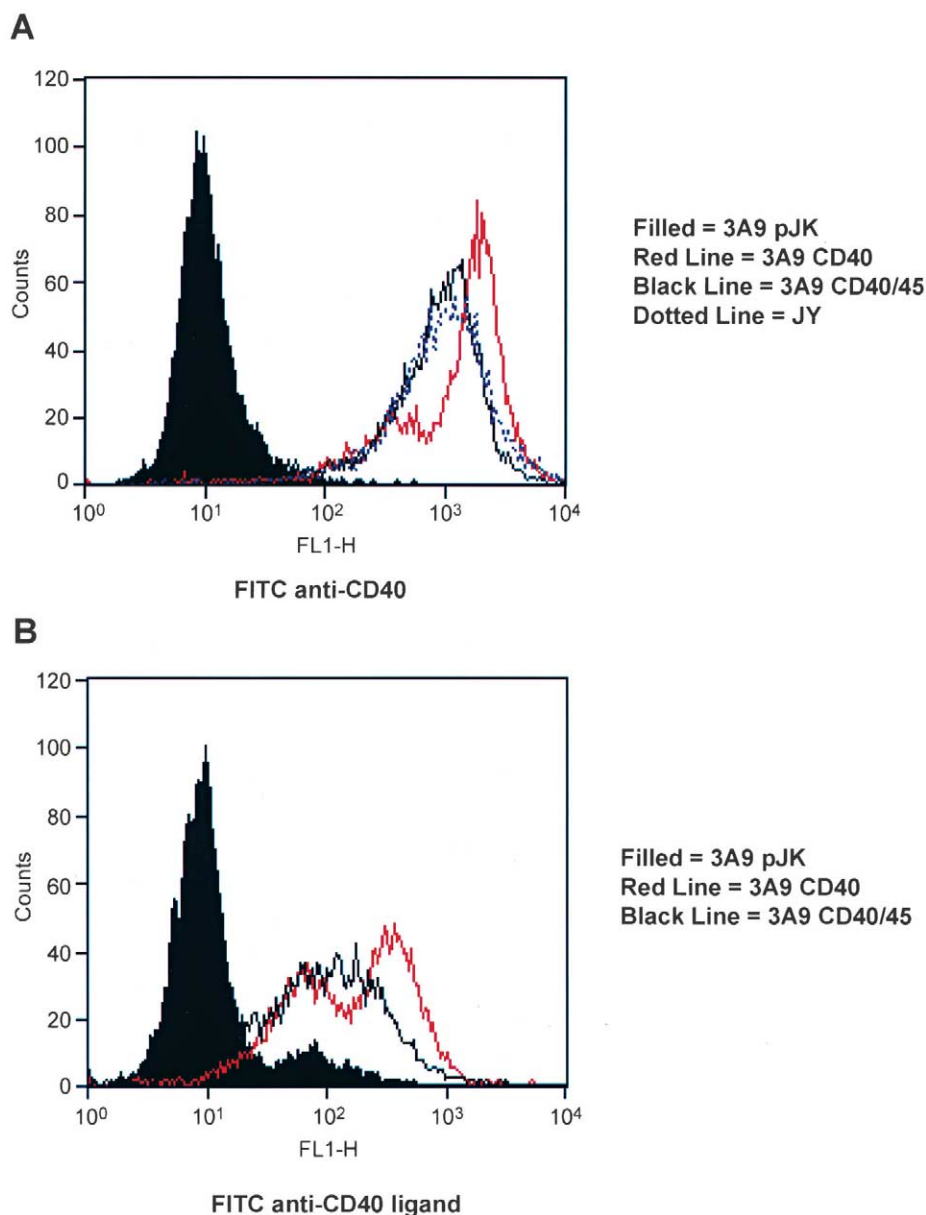 A
120
100
80
60
40
20
0
Counts
10⁰ 10¹ 10² 10³ 10⁴
FL1-H
FITC anti-CD40
Filled = 3A9 pJK
Red Line = 3A9 CD40
Black Line = 3A9 CD40/45
Dotted Line = JY
B
120
100
80
60
40
20
0
Counts
10⁰ 10¹ 10² 10³ 10⁴
FL1-H
FITC anti-CD40 ligand
Filled = 3A9 pJK
Red Line = 3A9 CD40
Black Line = 3A9 CD40/45